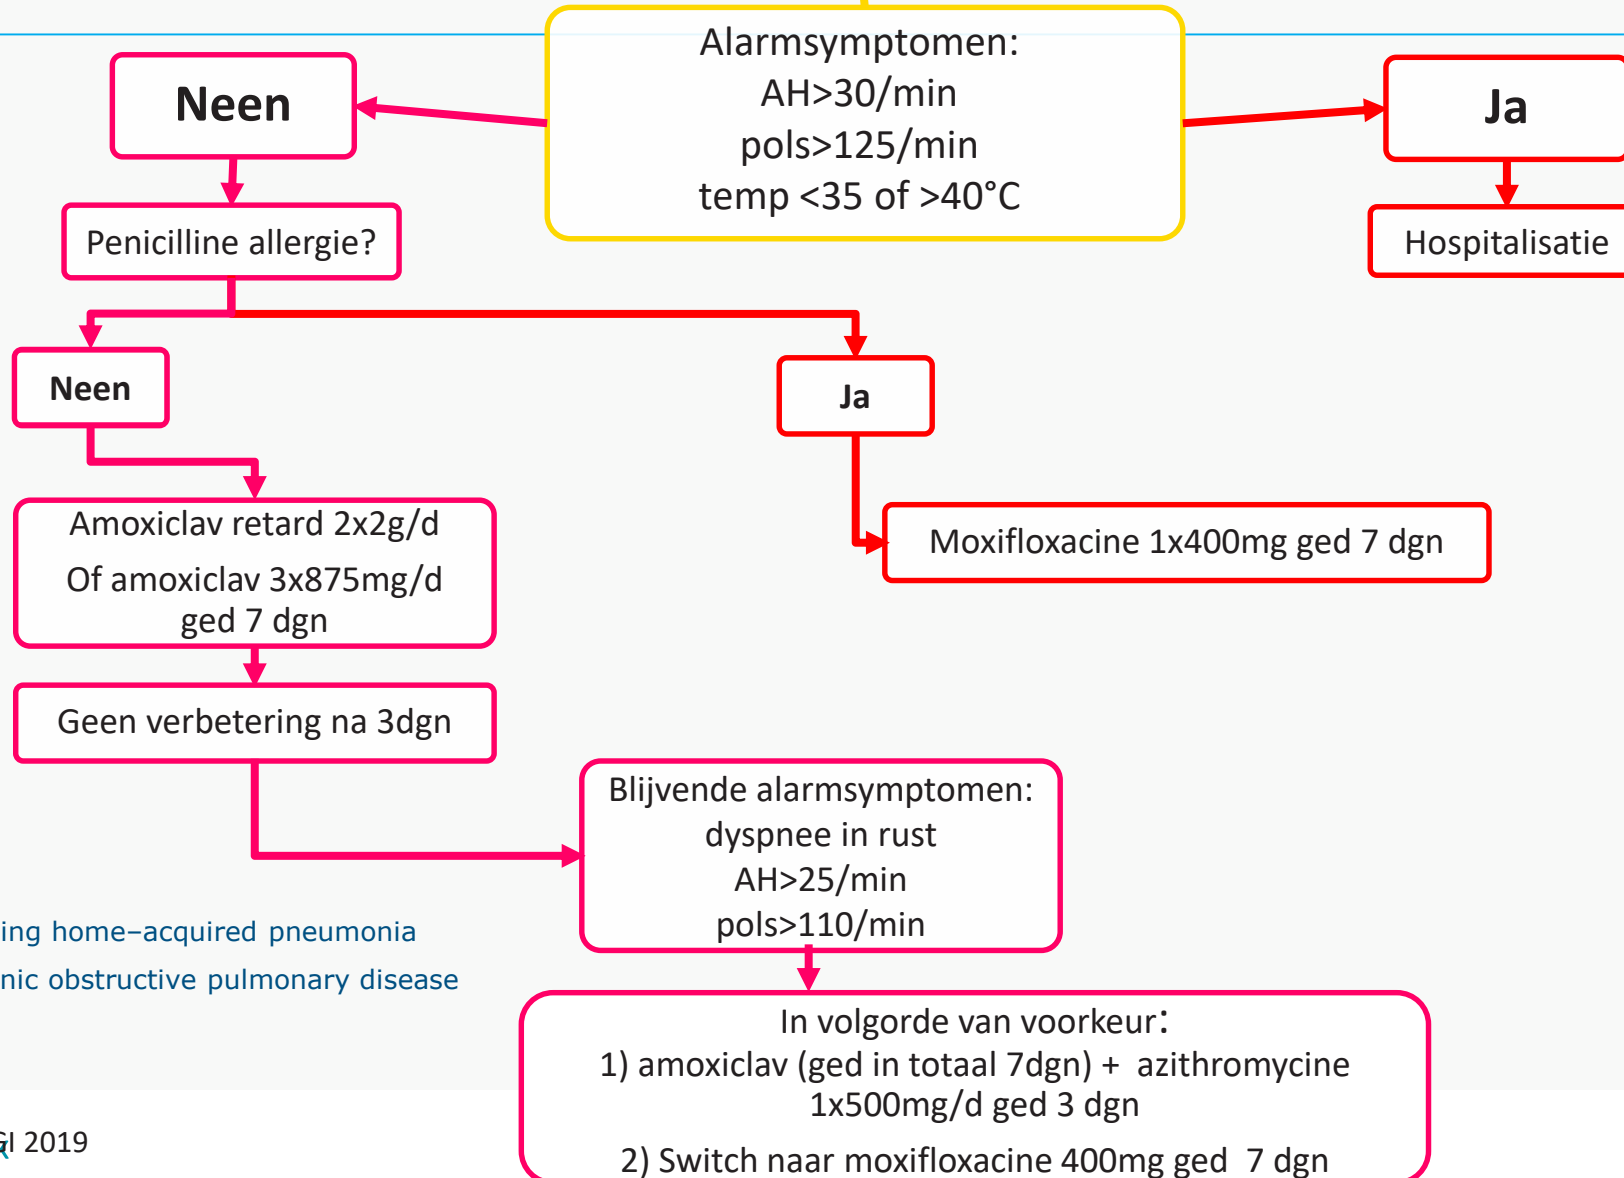 Alarmsymptomen:
AH>30/min
pols>125/min
temp <35 of >40°C
Neen
Ja
Penicilline allergie?
Hospitalisatie
Neen
Ja
Amoxiclav retard 2x2g/d
Of amoxiclav 3x875mg/d
ged 7 dgn
Moxifloxacine 1x400mg ged 7 dgn
Geen verbetering na 3dgn
Blijvende alarmsymptomen:
dyspnee in rust
AH>25/min
pols>110/min
ing home–acquired pneumonia
nic obstructive pulmonary disease
In volgorde van voorkeur:
1) amoxiclav (ged in totaal 7dgn) + azithromycine
1x500mg/d ged 3 dgn
2) Switch naar moxifloxacine 400mg ged 7 dgn
2019